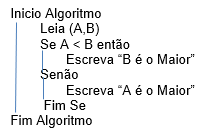 Inicio Algoritmo
Leia (A,B)
Se A < B então
Escreva “B é o Maior”
Senão
Escreva “A é o Maior”
Fim Se
Fim Algoritmo